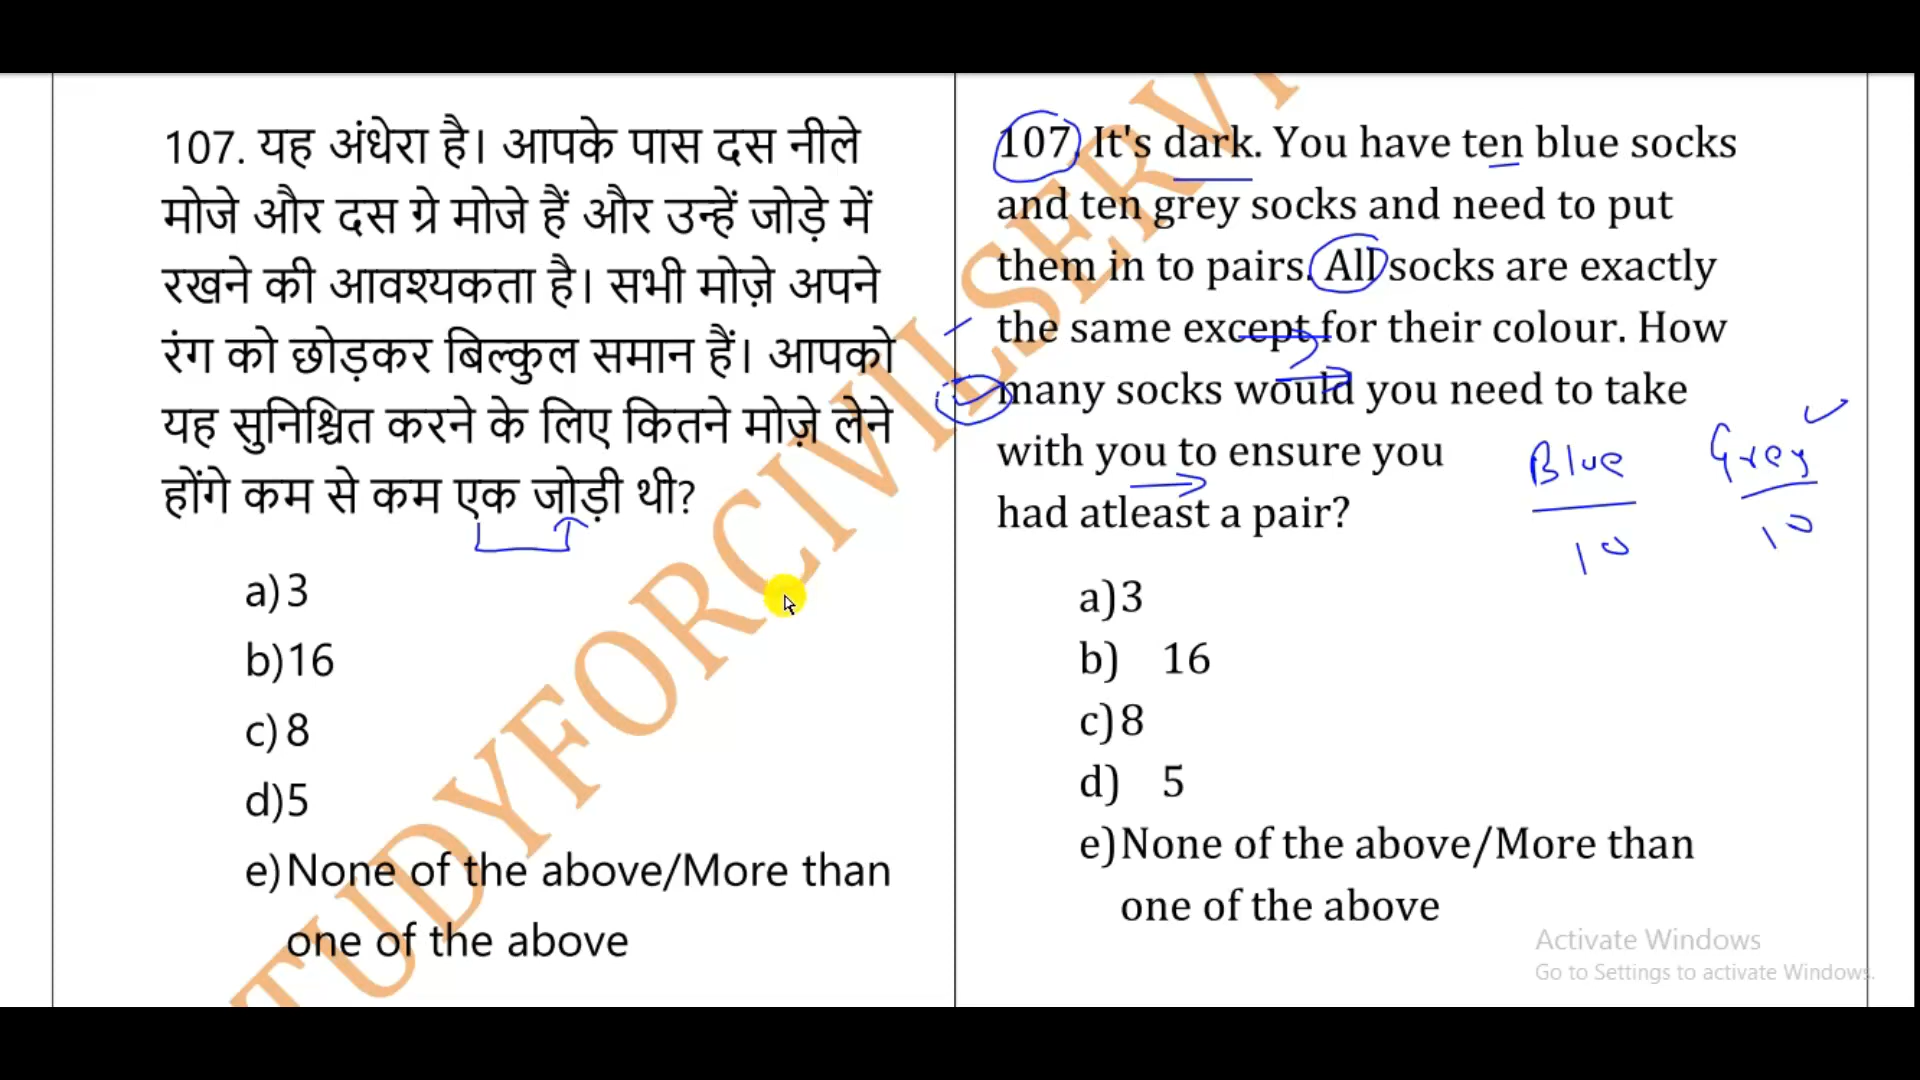 107. यह अंधेरा है। आपके पास दस नीले
मोजे और दस ग्रे मोजे हैं और उन्हें जोड़े में
रखने की आवश्यकता है। सभी मोज़े अपने
रंग को छोड़कर बिल्कुल समान हैं। आपको
यह सुनिश्चित करने के लिए कितने मोज़े लेने
होंगे कम से कम एक जोड़ी थी?
a)3
b)16
c)8
d)5
e)None of the above/More than
one of the above
107. It's dark. You have ten blue socks
and ten grey socks and need to put
them in to pairs. All socks are exactly
the same except for their colour. How
many socks would you need to take
with you to ensure you
had atleast a pair?
Blue Grey
10 10
a)3
b) 16
c)8
d) 5
e)None of the above/More than
one of the above
STUDYFORCIVILSERVI
Activate Windows
Go to Settings to activate Windows.